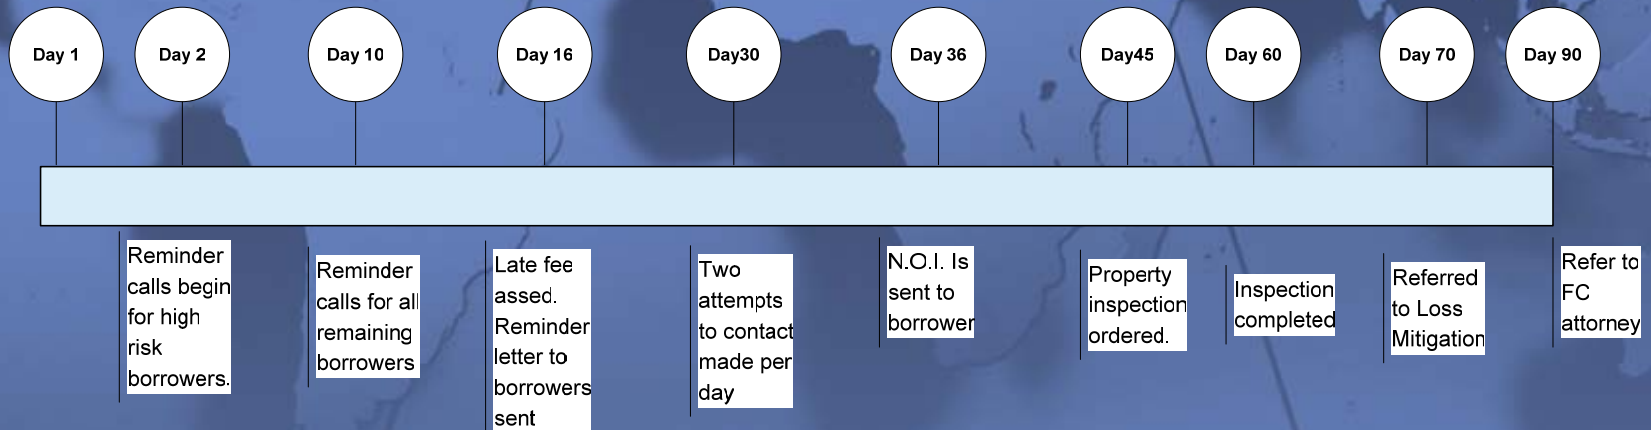 Day 1
Day 2
Day 10
Day 16
Day30
Day 36
Day45
Day 60
Day 70
Day 90
Reminder
calls begin
for high
risk
borrowers.
Reminder
calls for all
remaining
borrowers
Late fee
assed.
Reminder
letter to
borrowers
sent
Two
attempts
to contact
made per
day
N.O.I. Is
sent to
borrower
Property
inspection
ordered.
Inspection
completed
Referred
to Loss
Mitigation
Refer to
FC
attorney